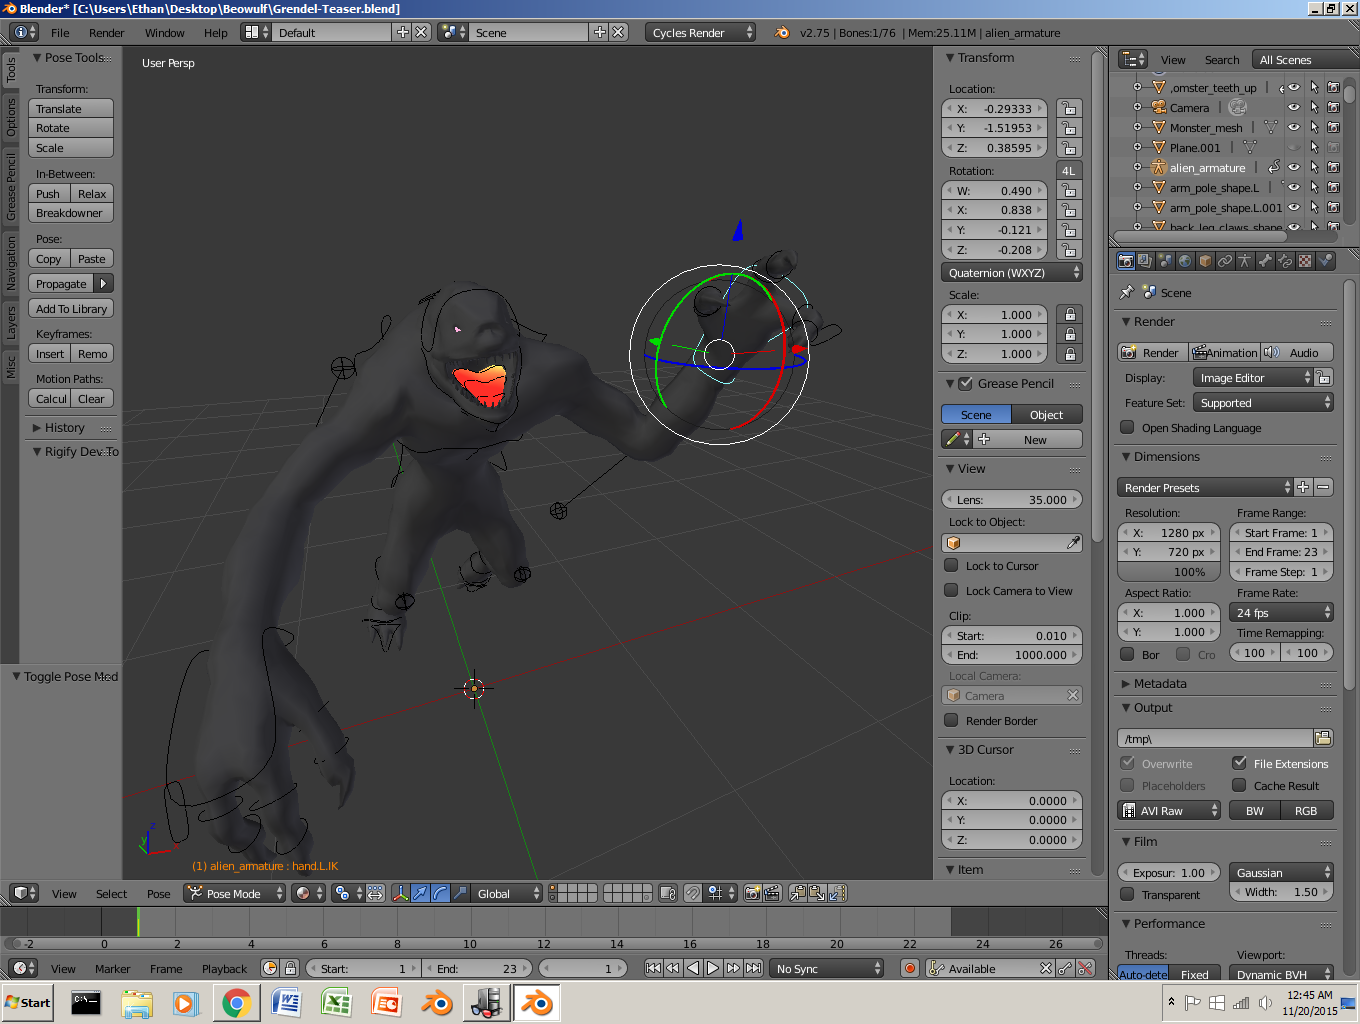 Blender* [C:\Users\Ethan\Desktop\Beowulf\Grendel-Teaser.blend]
File Render Window Help Default Scene Cycles Render v2.75 | Bones:1/76 | Mem:25.11M | alien_armature
Tools
Options
Grease Pencil
Navigation
Layers
Misc
Pose Tools
Transform:
Translate
Rotate
Scale
In-Between:
Push Relax
Breakdowner
Pose:
Copy Paste
Propagate
Add To Library
Keyframes:
Insert Remo
Motion Paths:
Calcul Clear
History
Rigify Dev To
Toggle Pose Mod
User Persp
z
y
(1) alien_armature : hand.L.IK
Transform
Location:
X: -0.29333
Y: -1.51953
Z: 0.38595
Rotation: 4L
W: 0.490
X: 0.838
Y: -0.121
Z: -0.208
Quaternion (WXYZ)
Scale:
X: 1.000
Y: 1.000
Z: 1.000
Grease Pencil
Scene Object
New
View
Lens: 35.000
Lock to Object:
Lock to Cursor
Lock Camera to View
Clip:
Start: 0.010
End: 1000.000
Local Camera:
Camera
Render Border
3D Cursor
Location:
X: 0.0000
Y: 0.0000
Z: 0.0000
Item
View Search All Scenes
,omster_teeth_up
Camera
Monster_mesh
Plane.001
alien_armature
arm_pole_shape.L
arm_pole_shape.L.001
back_leg_claws_shape
Scene
Render
Render Animation Audio
Display: Image Editor
Feature Set: Supported
Open Shading Language
Dimensions
Render Presets
Resolution: Frame Range:
X: 1280 px Start Frame: 1
Y: 720 px End Frame: 23
100% Frame Step: 1
Aspect Ratio: Frame Rate:
X: 1.000 24 fps
Y: 1.000 Time Remapping:
Bor Cro 100 100
Metadata
Output
/tmp\
Overwrite File Extensions
Placeholders Cache Result
AVI Raw BW RGB
Film
Exposur: 1.00 Gaussian
Transparent Width: 1.50
Performance
Threads: Viewport:
Auto-dete Fixed Dynamic BVH
View Select Pose Pose Mode Global
-2 0 2 4 6 8 10 12 14 16 18 20 22 24 26
View Marker Frame Playback Start: 1 End: 23 1 No Sync Available
Start 12:45 AM
11/20/2015